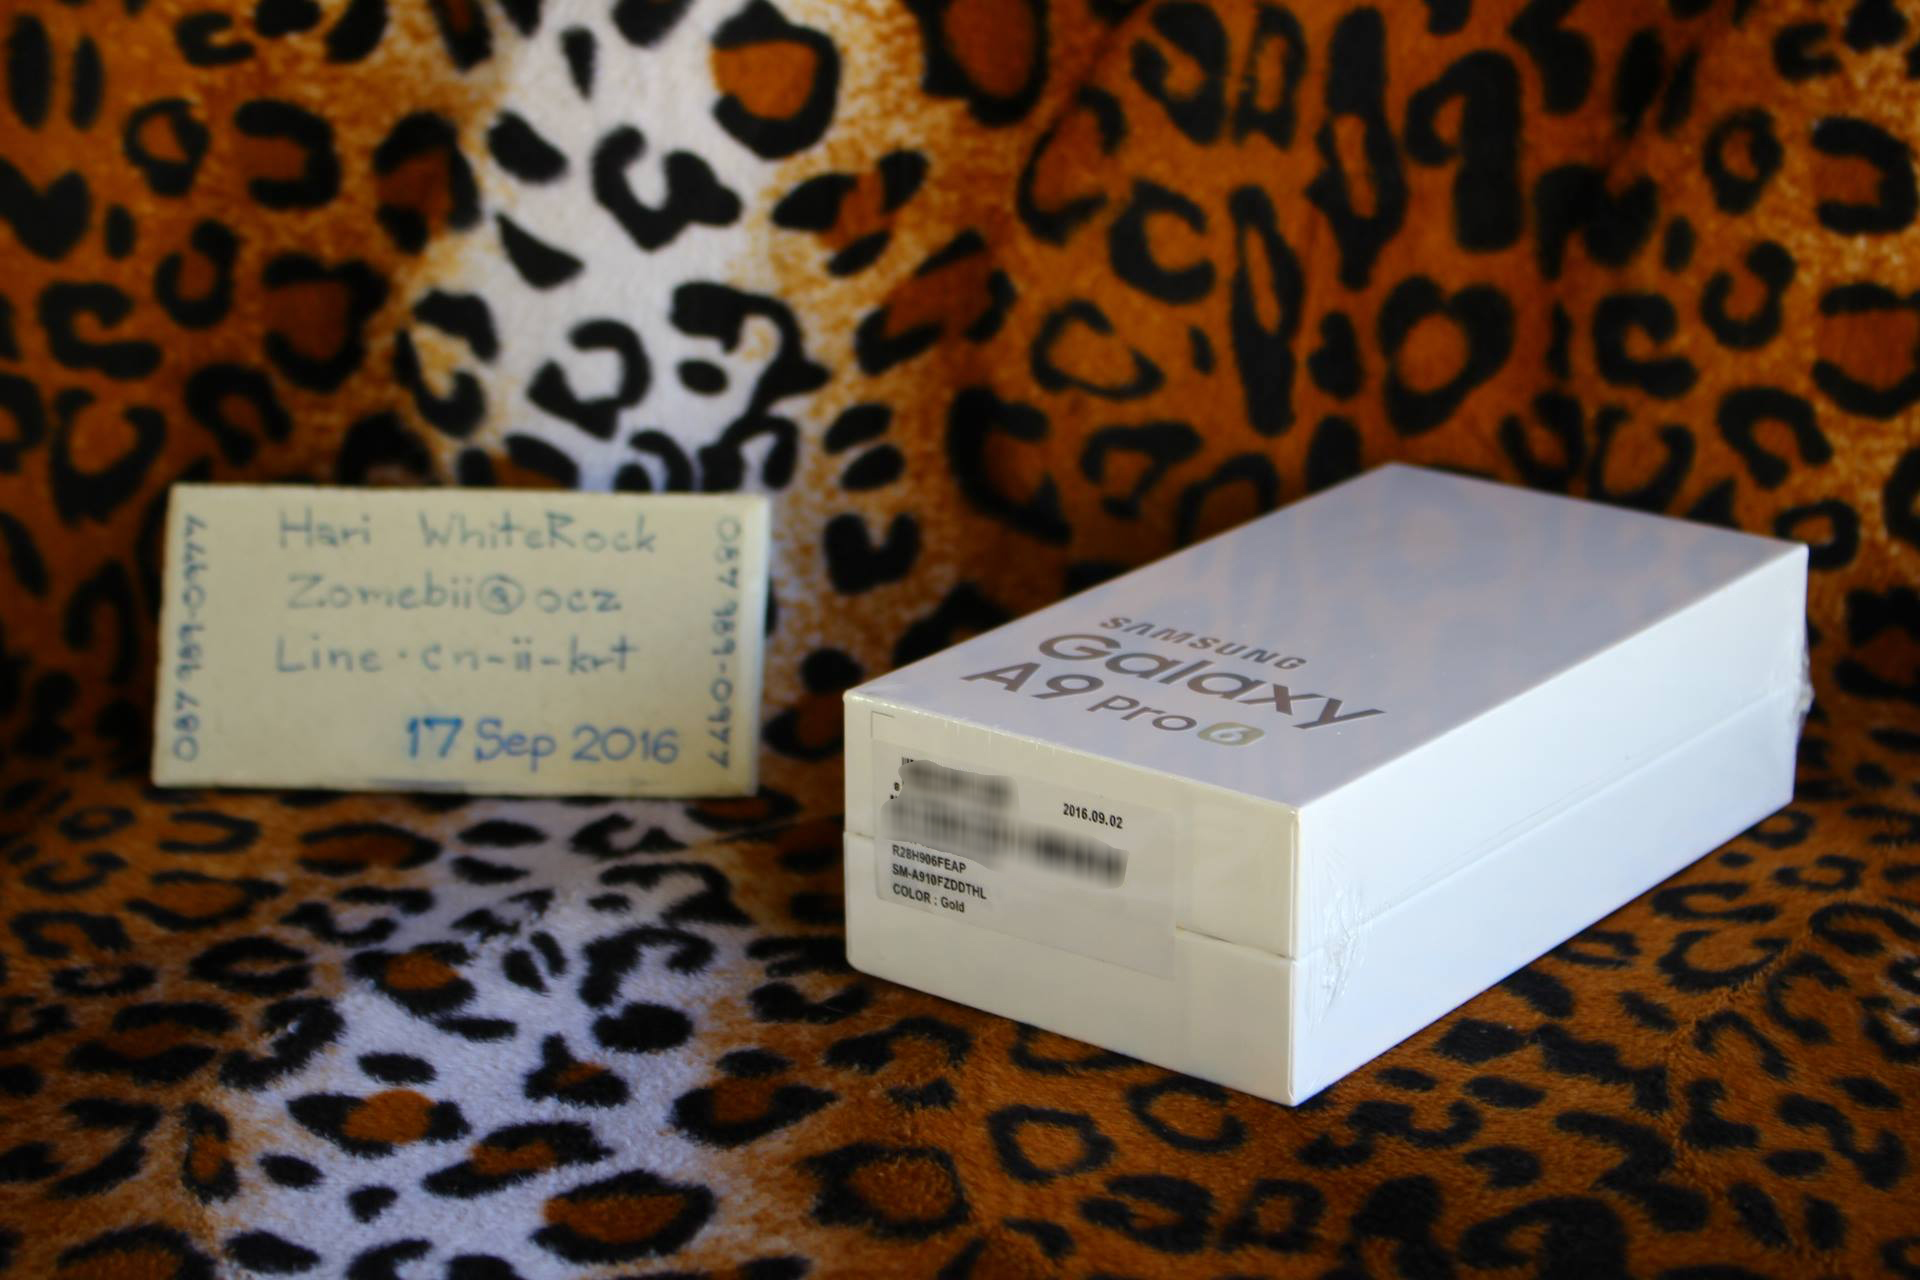 Hari WhiteRock
Zomebii@ocz
Line·cn-ii-krt
17 Sep 2016
087 989-0977
087 989-0977
SAMSUNG
Galaxy
A9 Pro 6
2016.09.02
R28H906FEAP
SM-A910FZDDTHL
COLOR : Gold